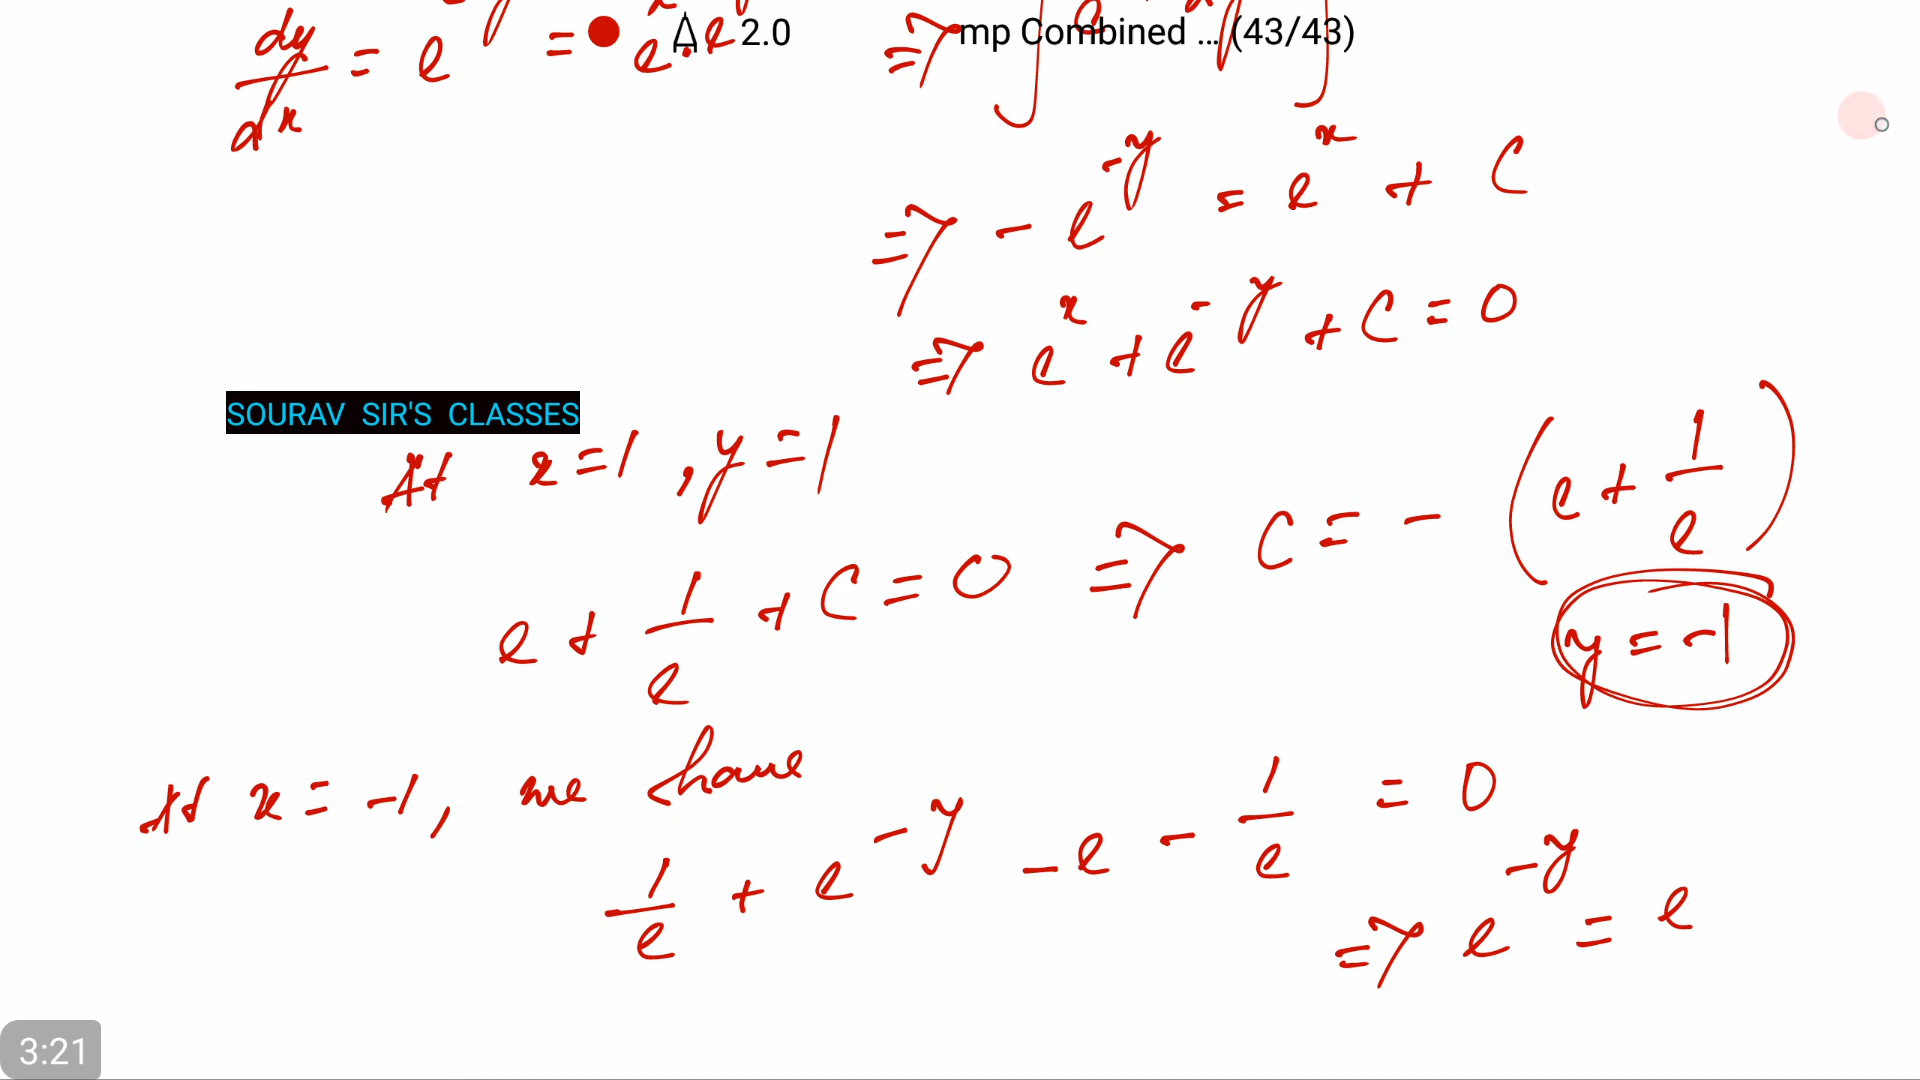 2.0 mp Combined ... (43/43)
dy/dx = e = e^x . e^y
=> ∫
=> - e^-y = e^x + C
=> e^x + e^-y + C = 0
SOURAV SIR'S CLASSES
At x = 1 , y = 1
e + 1/e + C = 0 => C = - (e + 1/e)
y = -1
At x = -1, we have
1/e + e^-y - e - 1/e = 0
=> e^-y = e
3:21